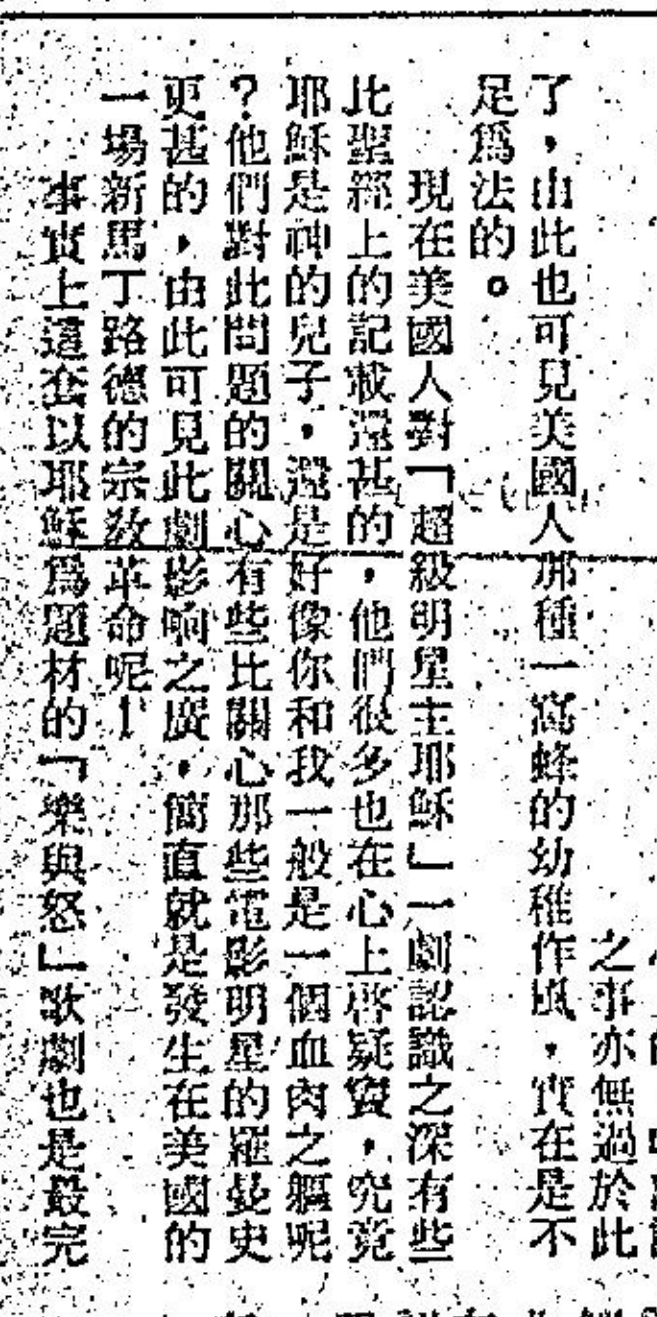 之事亦無過於此
了，由此也可見美國人那種一窩蜂的幼稚作風，實在是不
足爲法的。
現在美國人對「超級明星主耶穌」一劇認識之深有些
比聖經上的記載還甚的，他們很多也在心上啓疑竇，究竟
耶穌是神的兒子，還是好像你和我一般是一個血肉之軀呢
？他們對此問題的關心有些比關心那些電影明星的羅曼史
更甚的，由此可見此劇影响之廣，簡直就是發生在美國的
一場新馬丁路德的宗敎革命呢！
事實上這套以耶穌爲題材的「樂與怒」歌劇也是最完